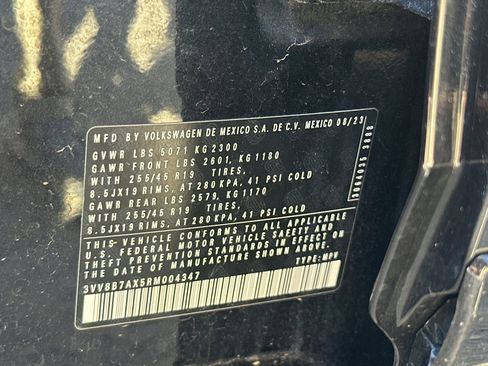 MFD BY VOLKSWAGEN DE MEXICO S.A. DE C.V. MEXICO 08/23
GVWR LBS 5071 KG 2300
GAWR FRONT LBS 2601, KG 1180
WITH 255/45 R19 TIRES,
8.5JX19 RIMS, AT 280 KPA, 41 PSI COLD
GAWR REAR LBS 2579, KG 1170
WITH 255/45 R19 TIRES,
8.5JX19 RIMS, AT 280 KPA, 41 PSI COLD
THIS VEHICLE CONFORMS TO ALL APPLICABLE
U.S. FEDERAL MOTOR VEHICLE SAFETY AND
THEFT PREVENTION STANDARDS IN EFFECT ON
THE DATE OF MANUFACTURE SHOWN ABOVE.
3VV8B7AX5RM004347 TYPE: MPV